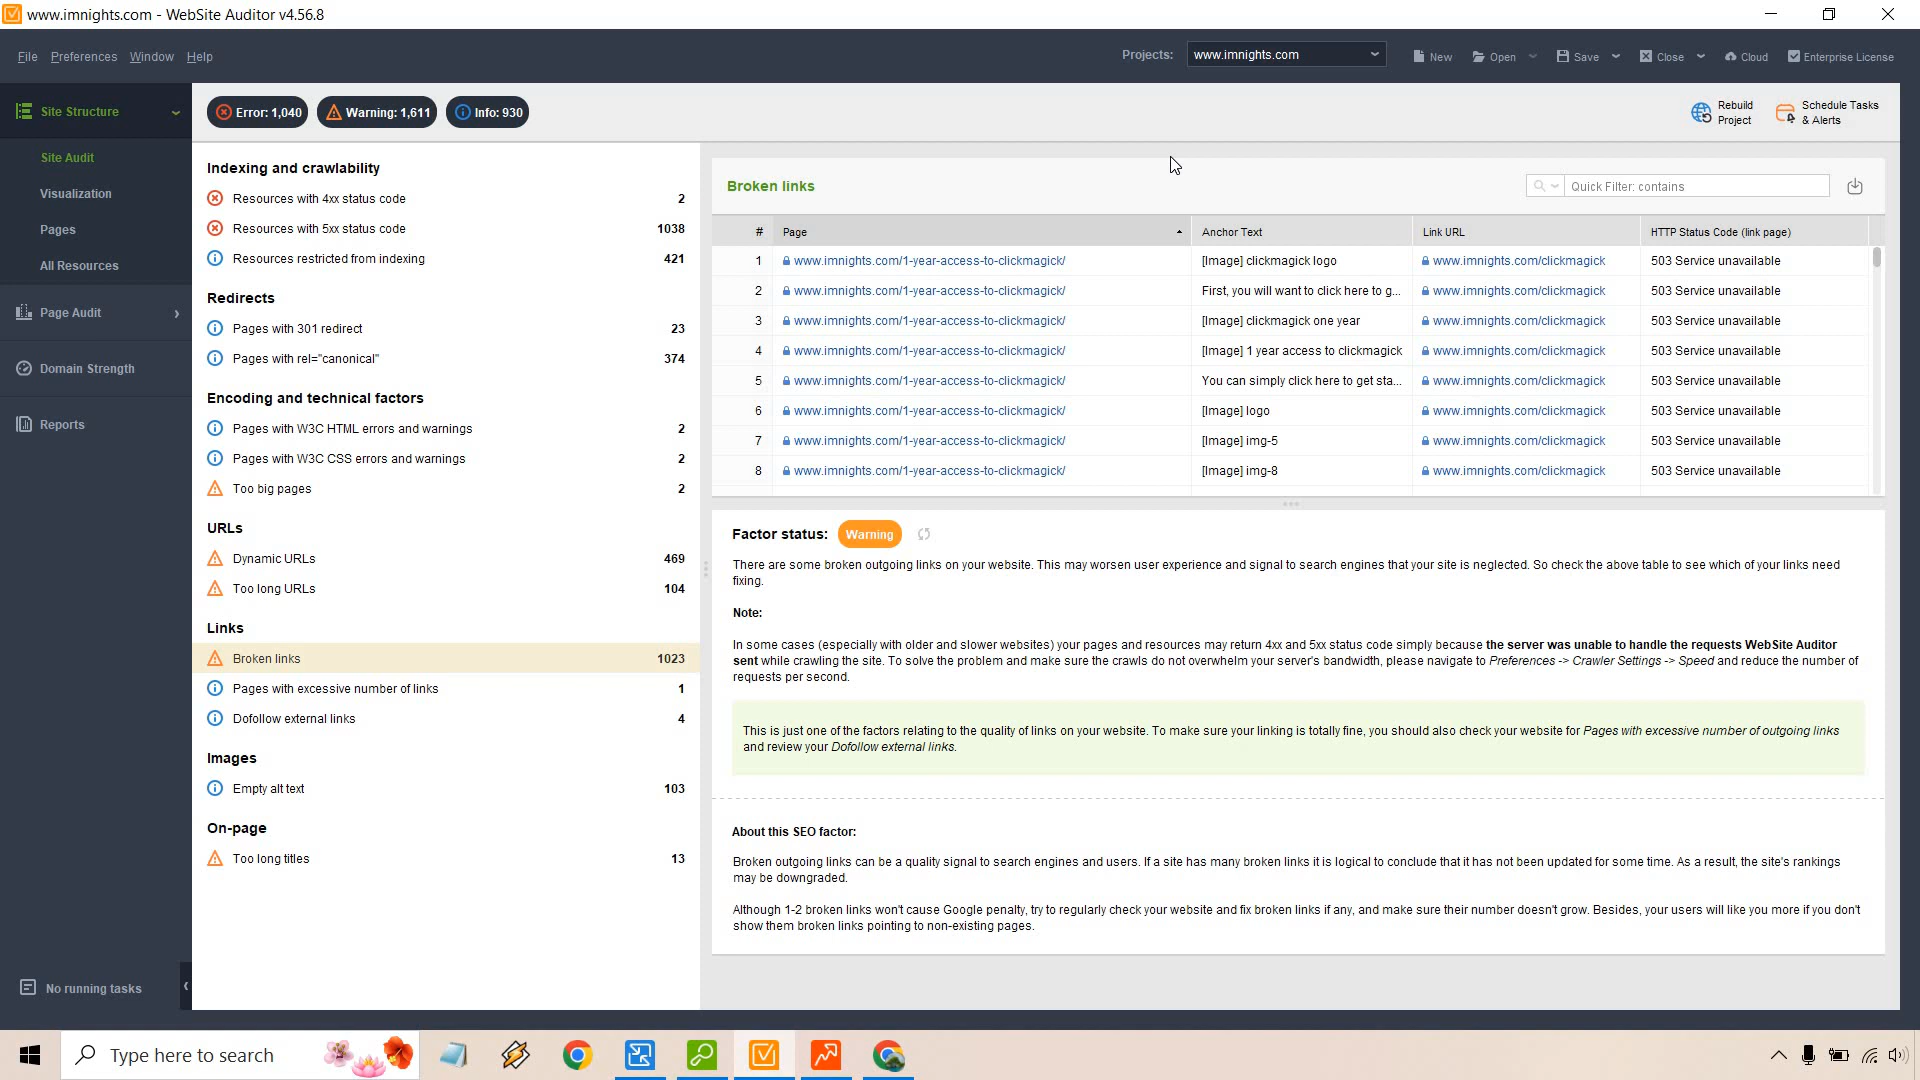 www.imnights.com - WebSite Auditor v4.56.8
File Preferences Window Help
Projects: www.imnights.com New Open Save Close Cloud Enterprise License
Site Structure
Site Audit
Visualization
Pages
All Resources
Page Audit
Domain Strength
Reports
No running tasks
Error: 1,040 Warning: 1,611 Info: 930
Rebuild Project
Schedule Tasks & Alerts
Indexing and crawlability
Resources with 4xx status code 2
Resources with 5xx status code 1038
Resources restricted from indexing 421
Redirects
Pages with 301 redirect 23
Pages with rel="canonical" 374
Encoding and technical factors
Pages with W3C HTML errors and warnings 2
Pages with W3C CSS errors and warnings 2
Too big pages 2
URLs
Dynamic URLs 469
Too long URLs 104
Links
Broken links 1023
Pages with excessive number of links 1
Dofollow external links 4
Images
Empty alt text 103
On-page
Too long titles 13
Broken links
Quick Filter: contains
# Page Anchor Text Link URL HTTP Status Code (link page)
1 www.imnights.com/1-year-access-to-clickmagick/ [Image] clickmagick logo www.imnights.com/clickmagick 503 Service unavailable
2 www.imnights.com/1-year-access-to-clickmagick/ First, you will want to click here to g... www.imnights.com/clickmagick 503 Service unavailable
3 www.imnights.com/1-year-access-to-clickmagick/ [Image] clickmagick one year www.imnights.com/clickmagick 503 Service unavailable
4 www.imnights.com/1-year-access-to-clickmagick/ [Image] 1 year access to clickmagick www.imnights.com/clickmagick 503 Service unavailable
5 www.imnights.com/1-year-access-to-clickmagick/ You can simply click here to get sta... www.imnights.com/clickmagick 503 Service unavailable
6 www.imnights.com/1-year-access-to-clickmagick/ [Image] logo www.imnights.com/clickmagick 503 Service unavailable
7 www.imnights.com/1-year-access-to-clickmagick/ [Image] img-5 www.imnights.com/clickmagick 503 Service unavailable
8 www.imnights.com/1-year-access-to-clickmagick/ [Image] img-8 www.imnights.com/clickmagick 503 Service unavailable
Factor status: Warning
There are some broken outgoing links on your website. This may worsen user experience and signal to search engines that your site is neglected. So check the above table to see which of your links need
fixing.
Note:
In some cases (especially with older and slower websites) your pages and resources may return 4xx and 5xx status code simply because the server was unable to handle the requests WebSite Auditor
sent while crawling the site. To solve the problem and make sure the crawls do not overwhelm your server's bandwidth, please navigate to Preferences -> Crawler Settings -> Speed and reduce the number of
requests per second.
This is just one of the factors relating to the quality of links on your website. To make sure your linking is totally fine, you should also check your website for Pages with excessive number of outgoing links
and review your Dofollow external links.
About this SEO factor:
Broken outgoing links can be a quality signal to search engines and users. If a site has many broken links it is logical to conclude that it has not been updated for some time. As a result, the site's rankings
may be downgraded.
Although 1-2 broken links won't cause Google penalty, try to regularly check your website and fix broken links if any, and make sure their number doesn't grow. Besides, your users will like you more if you don't
show them broken links pointing to non-existing pages.
Type here to search